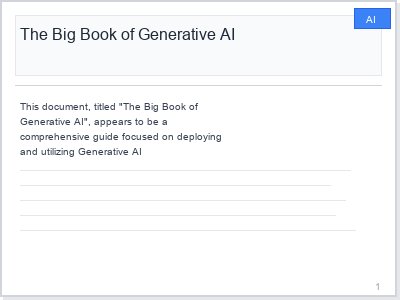 AI
The Big Book of Generative AI
This document, titled "The Big Book of
Generative AI", appears to be a
comprehensive guide focused on deploying
and utilizing Generative AI
1